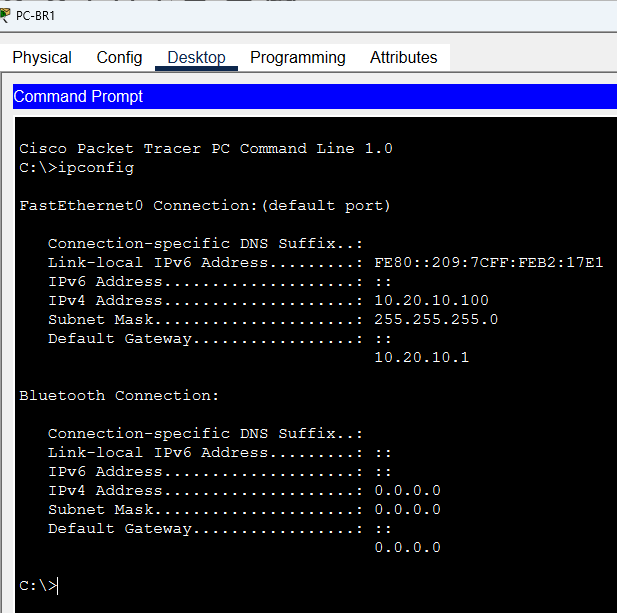 PC-BR1
Physical Config Desktop Programming Attributes
Command Prompt
Cisco Packet Tracer PC Command Line 1.0
C:\>ipconfig
FastEthernet0 Connection:(default port)
Connection-specific DNS Suffix..:
Link-local IPv6 Address.........: FE80::209:7CFF:FEB2:17E1
IPv6 Address....................: ::
IPv4 Address....................: 10.20.10.100
Subnet Mask.....................: 255.255.255.0
Default Gateway.................: ::
10.20.10.1
Bluetooth Connection:
Connection-specific DNS Suffix..:
Link-local IPv6 Address.........: ::
IPv6 Address....................: ::
IPv4 Address....................: 0.0.0.0
Subnet Mask.....................: 0.0.0.0
Default Gateway.................: ::
0.0.0.0
C:\>